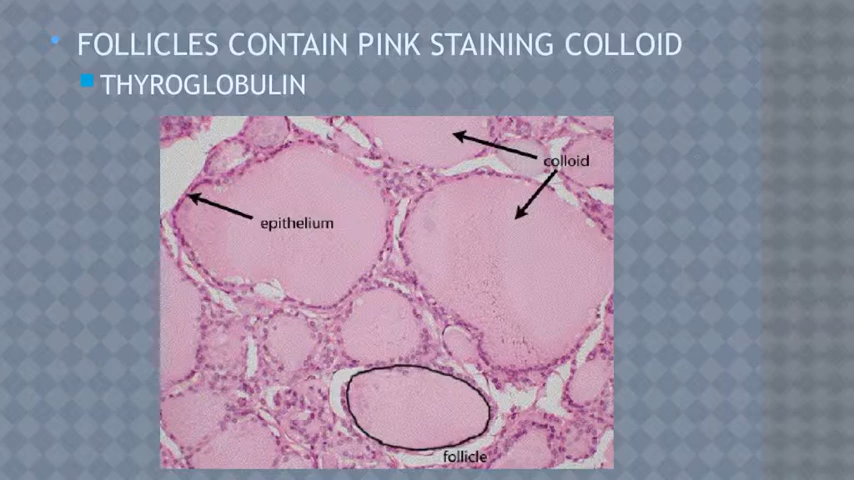 FOLLICLES CONTAIN PINK STAINING COLLOID
THYROGLOBULIN
colloid
epithelium
follicle